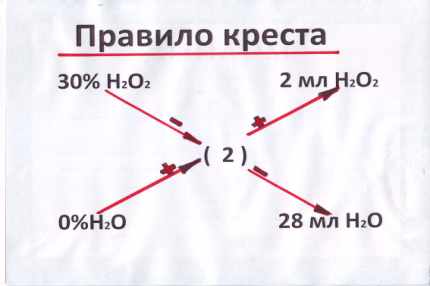 Правило креста
30% H₂O₂
2 мл H₂O₂
-
+
( 2 )
+
-
0%H₂O
28 мл H₂O